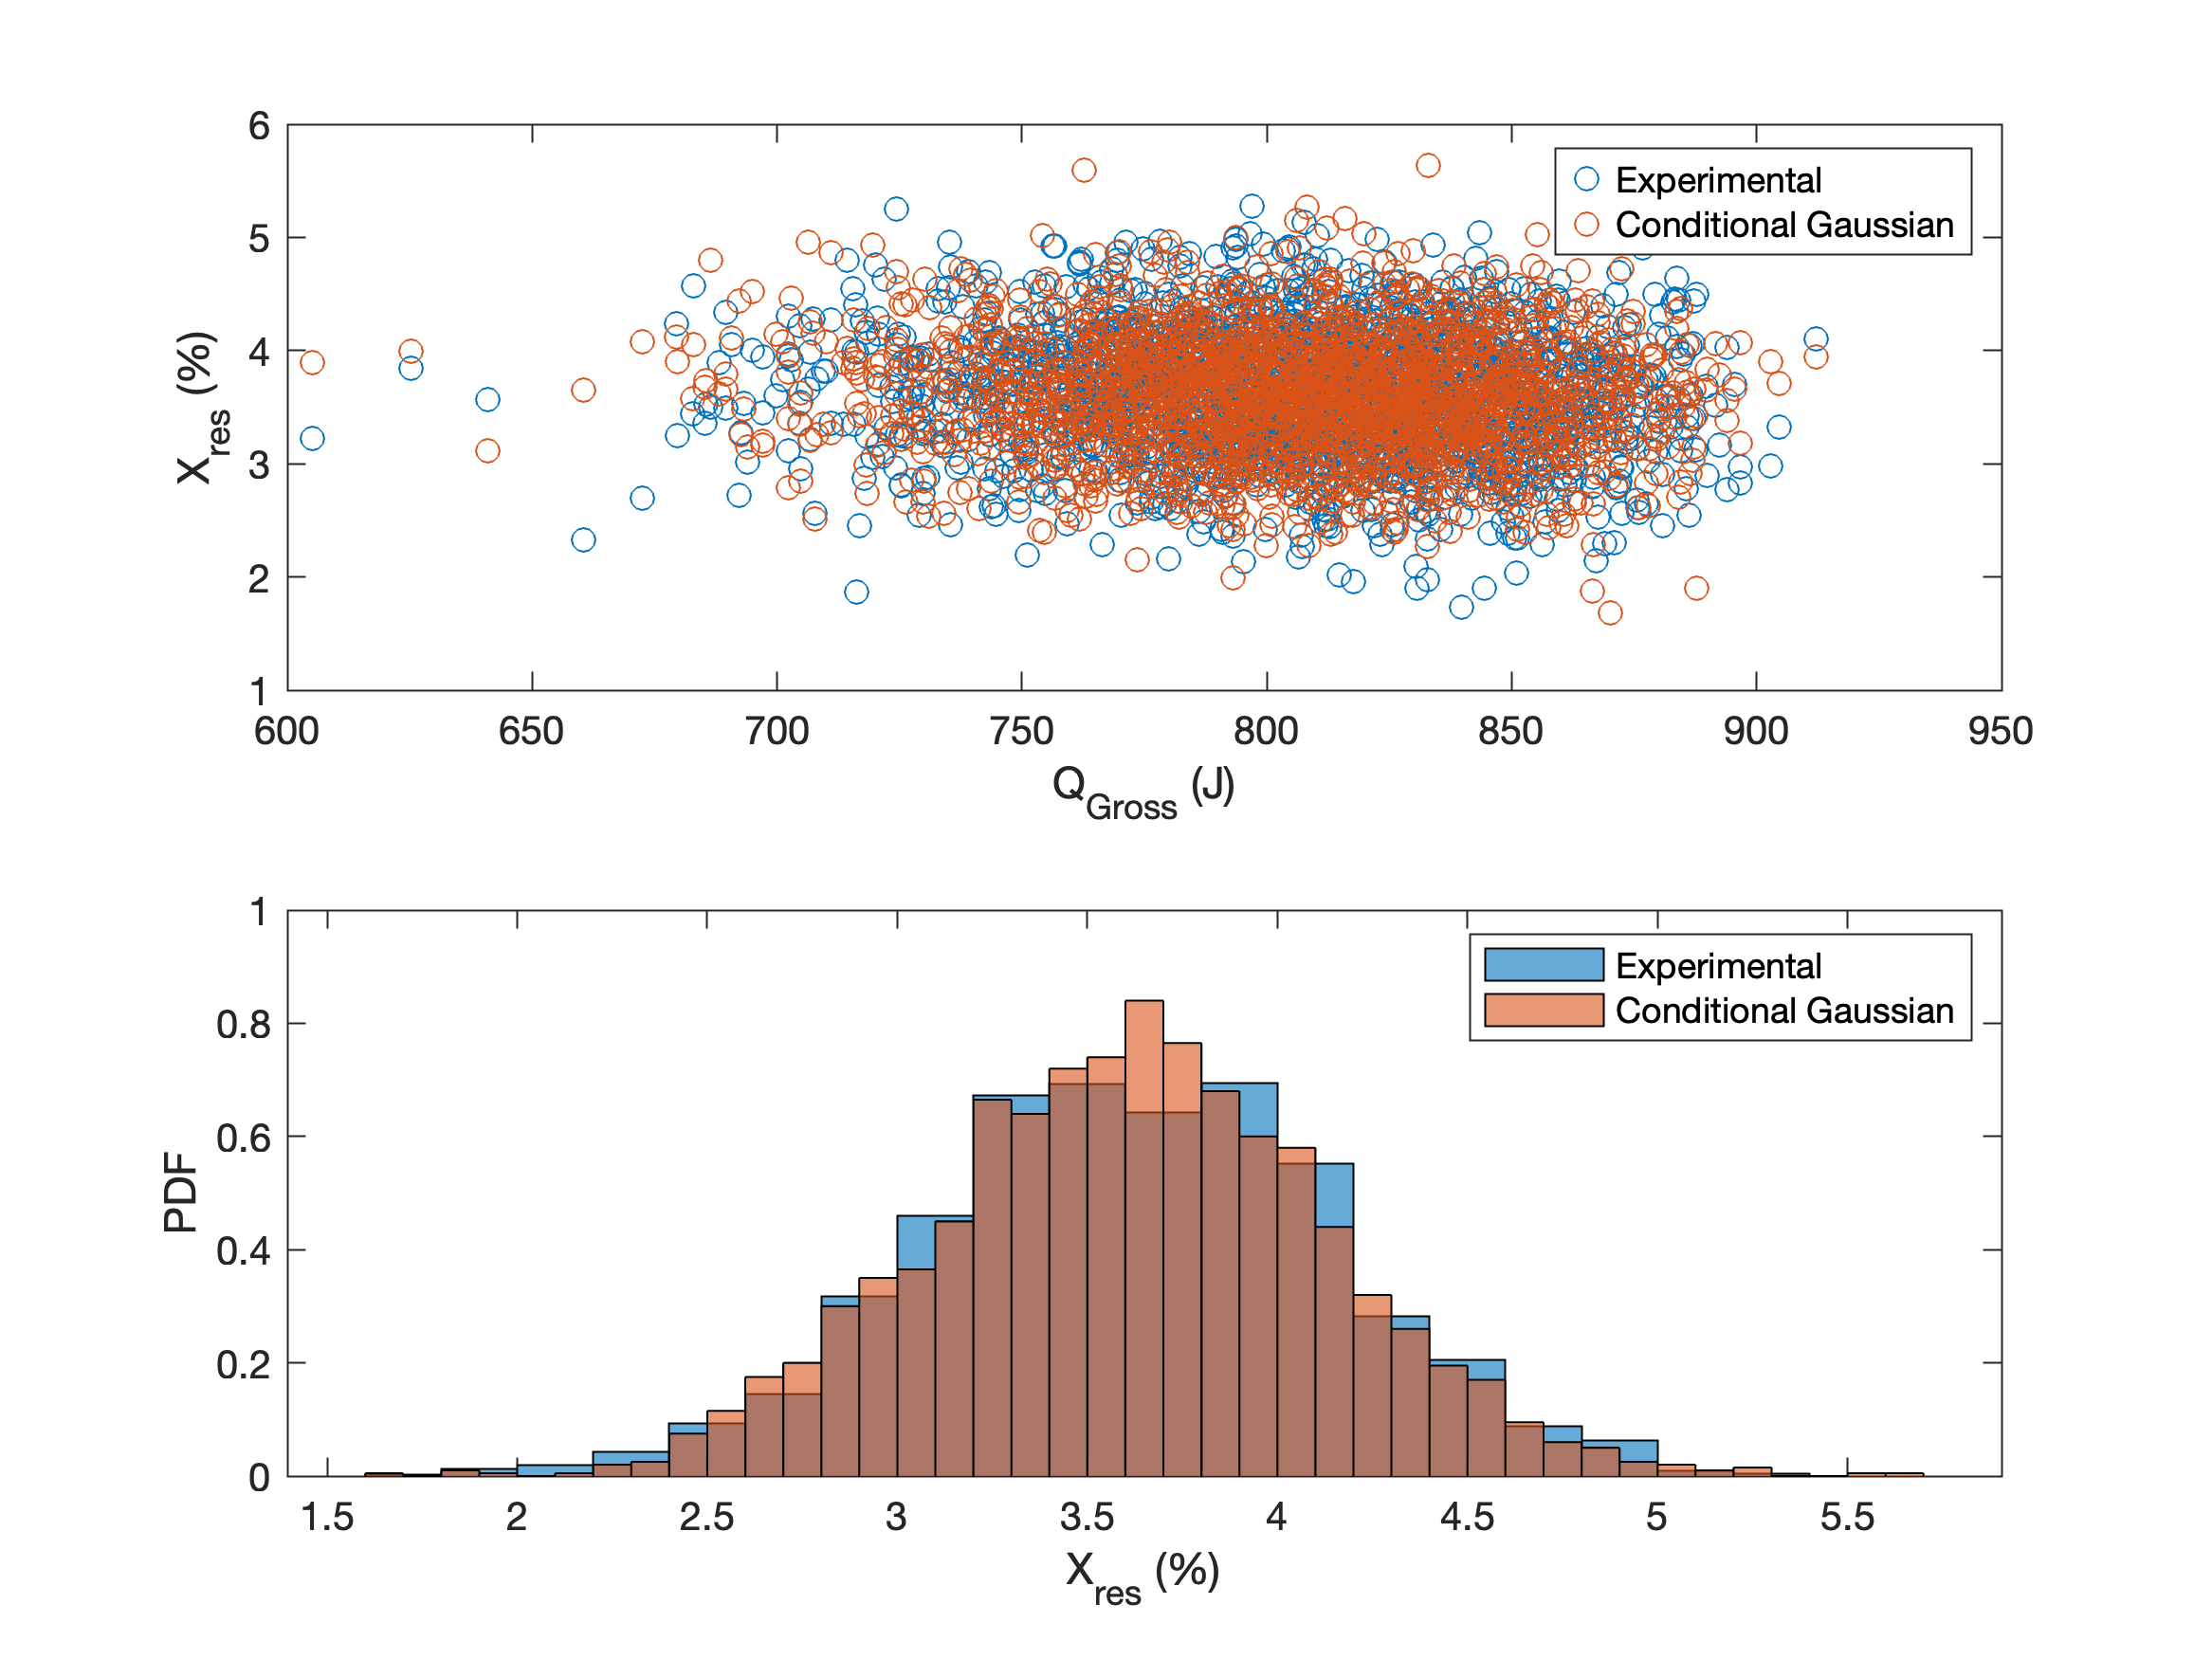 6
5
4
3
2
1
X_res (%)
Experimental
Conditional Gaussian
600 650 700 750 800 850 900 950
Q_Gross (J)
1
0.8
0.6
0.4
0.2
0
PDF
Experimental
Conditional Gaussian
1.5 2 2.5 3 3.5 4 4.5 5 5.5
X_res (%)